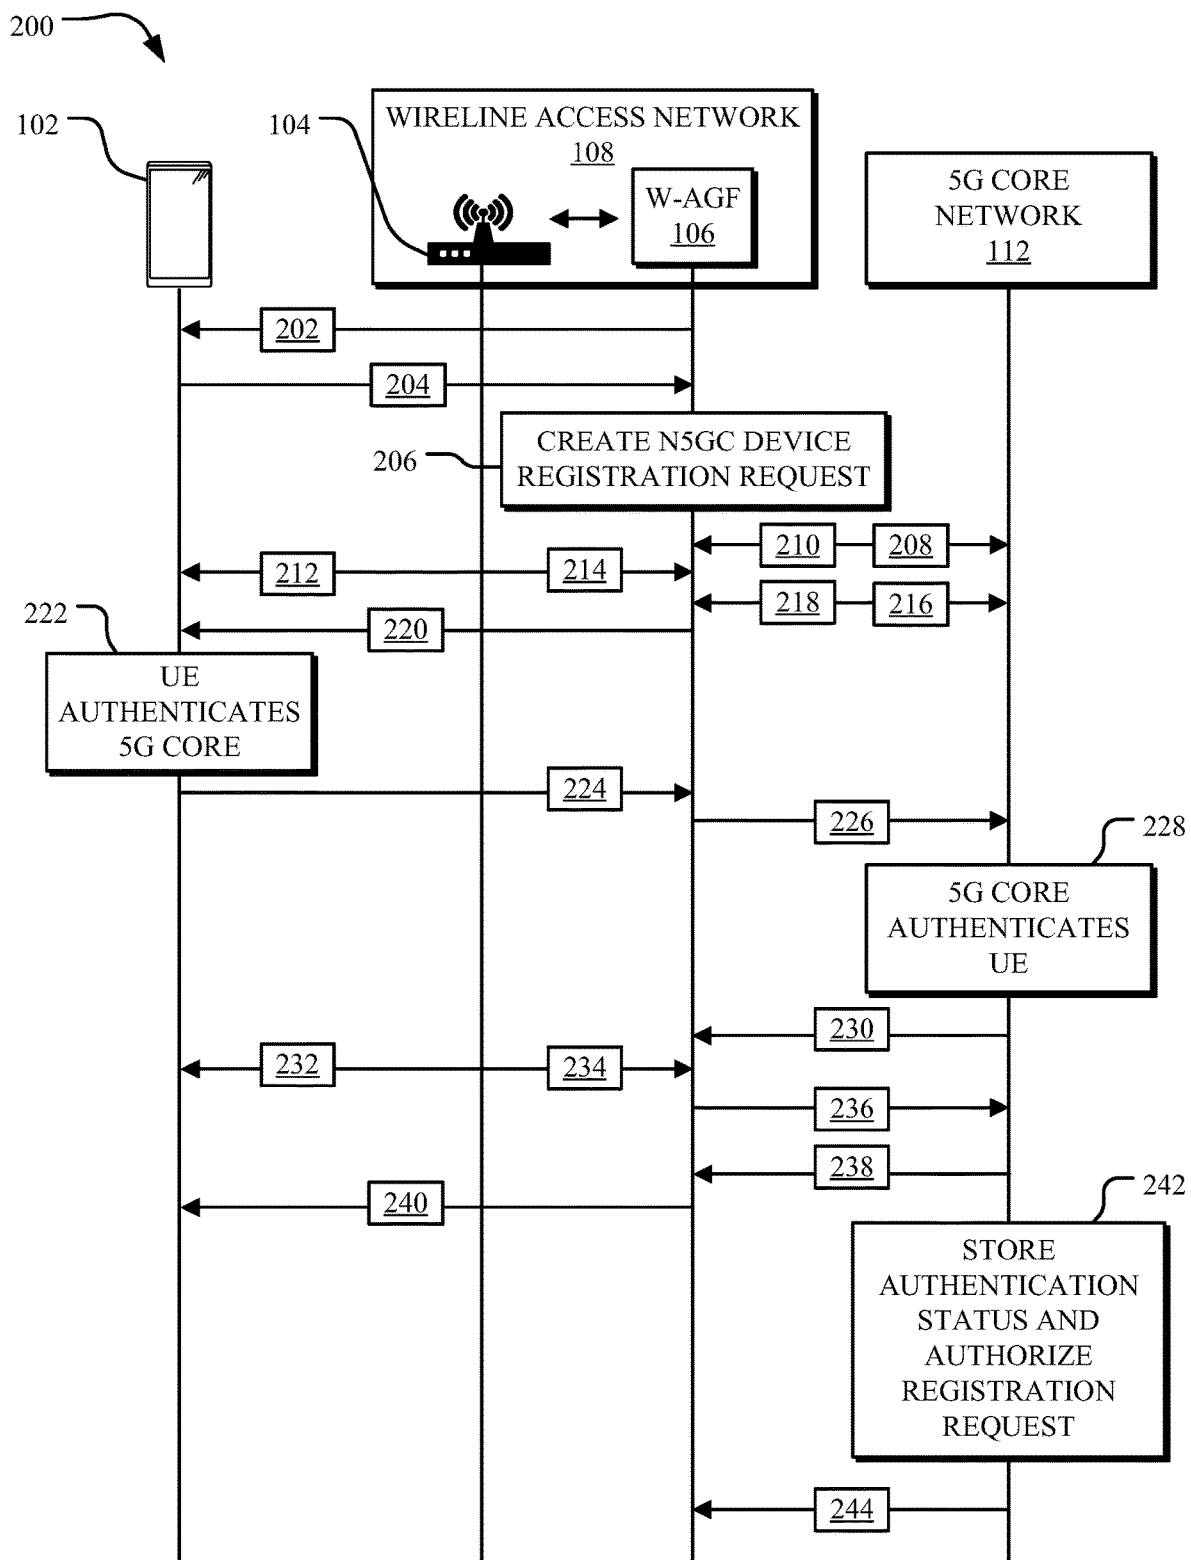 200
102
104
WIRELINE ACCESS NETWORK
108
W-AGF
106
5G CORE
NETWORK
112
202
204
206
CREATE N5GC DEVICE
REGISTRATION REQUEST
210
208
212
214
218
216
220
222
UE
AUTHENTICATES
5G CORE
224
226
228
5G CORE
AUTHENTICATES
UE
230
232
234
236
238
240
242
STORE
AUTHENTICATION
STATUS AND
AUTHORIZE
REGISTRATION
REQUEST
244